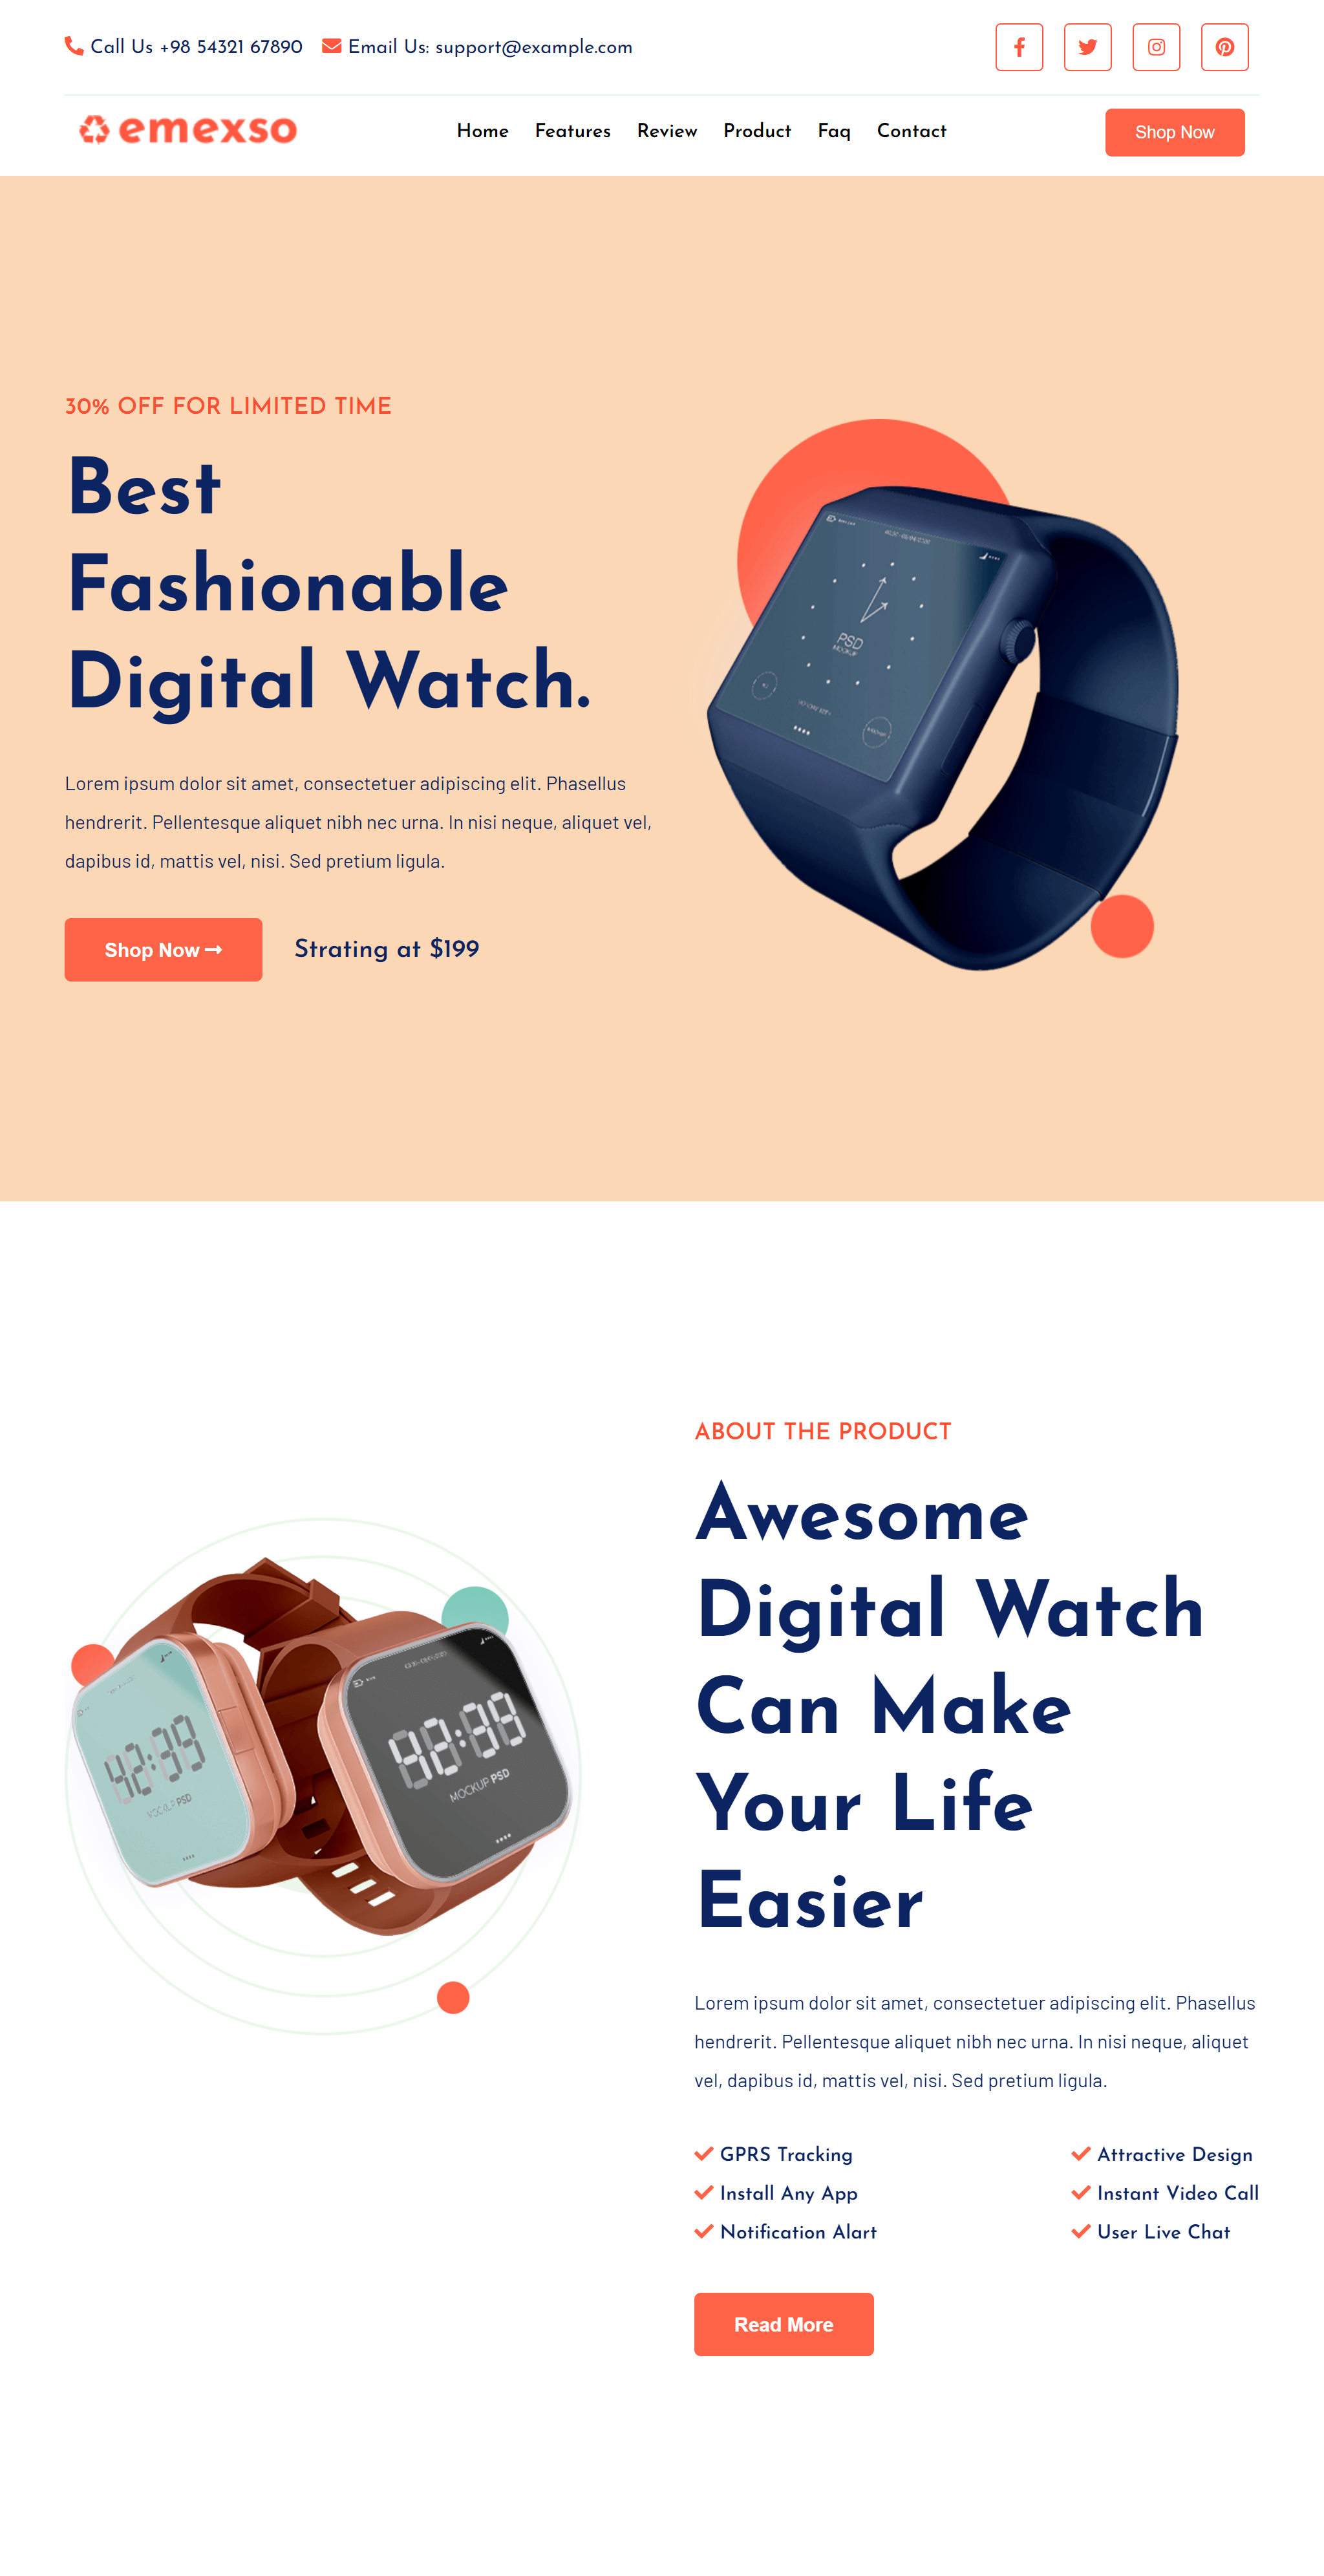 Call Us +98 54321 67890 Email Us: support@example.com
emexso
Home Features Review Product Faq Contact
Shop Now
30% OFF FOR LIMITED TIME
Best
Fashionable
Digital Watch.
Lorem ipsum dolor sit amet, consectetuer adipiscing elit. Phasellus
hendrerit. Pellentesque aliquet nibh nec urna. In nisi neque, aliquet vel,
dapibus id, mattis vel, nisi. Sed pretium ligula.
Shop Now
Strating at $199
PSD
MOCKUP
ABOUT THE PRODUCT
Awesome
Digital Watch
Can Make
Your Life
Easier
Lorem ipsum dolor sit amet, consectetuer adipiscing elit. Phasellus
hendrerit. Pellentesque aliquet nibh nec urna. In nisi neque, aliquet
vel, dapibus id, mattis vel, nisi. Sed pretium ligula.
GPRS Tracking
Install Any App
Notification Alart
Attractive Design
Instant Video Call
User Live Chat
Read More
MOCKUP PSD
MOCKUP PSD